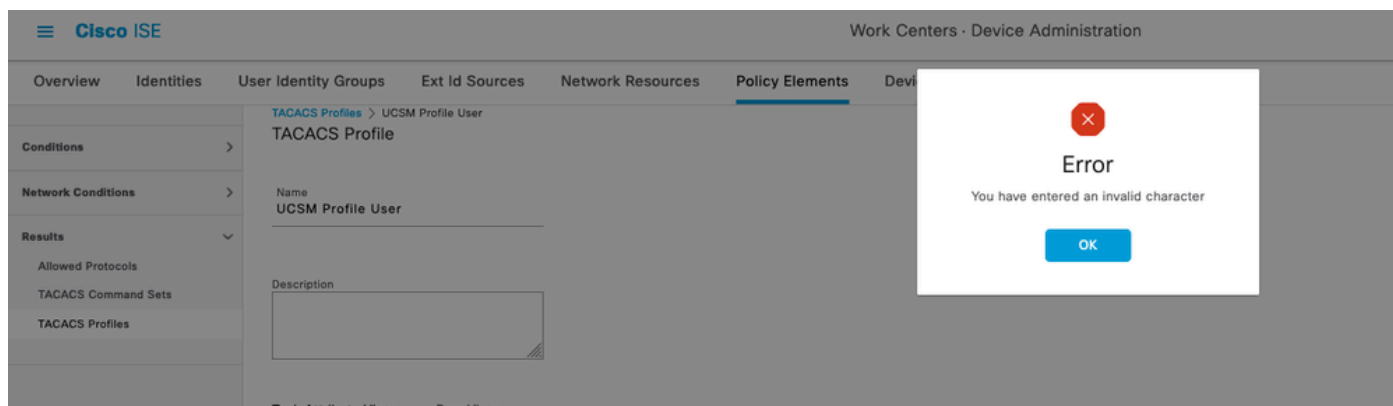 Cisco ISE
Work Centers · Device Administration
Overview Identities User Identity Groups Ext Id Sources Network Resources Policy Elements
TACACS Profiles > UCSM Profile User
TACACS Profile
Conditions
Network Conditions
Results
Allowed Protocols
TACACS Command Sets
TACACS Profiles
Name
UCSM Profile User
Description
Error
You have entered an invalid character
OK